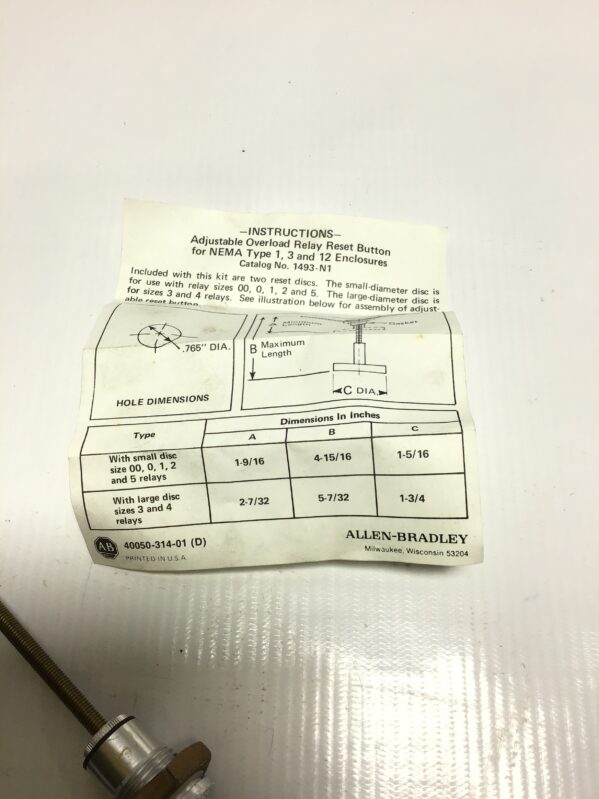 —INSTRUCTIONS—
Adjustable Overload Relay Reset Button
for NEMA Type 1, 3 and 12 Enclosures
Catalog No. 1493-N1
Included with this kit are two reset discs. The small-diameter disc is
for use with relay sizes 00, 0, 1, 2 and 5. The large-diameter disc is
for sizes 3 and 4 relays. See illustration below for assembly of adjust-
able reset button.
Minimum
Length
Gasket
.765" DIA.
B Maximum
Length
C DIA.
HOLE DIMENSIONS
Type
Dimensions In Inches
A B C
With small disc
size 00, 0, 1, 2
and 5 relays
1-9/16 4-15/16 1-5/16
With large disc
sizes 3 and 4
relays
2-7/32 5-7/32 1-3/4
AB 40050-314-01 (D)
PRINTED IN U.S.A.
ALLEN-BRADLEY
Milwaukee, Wisconsin 53204